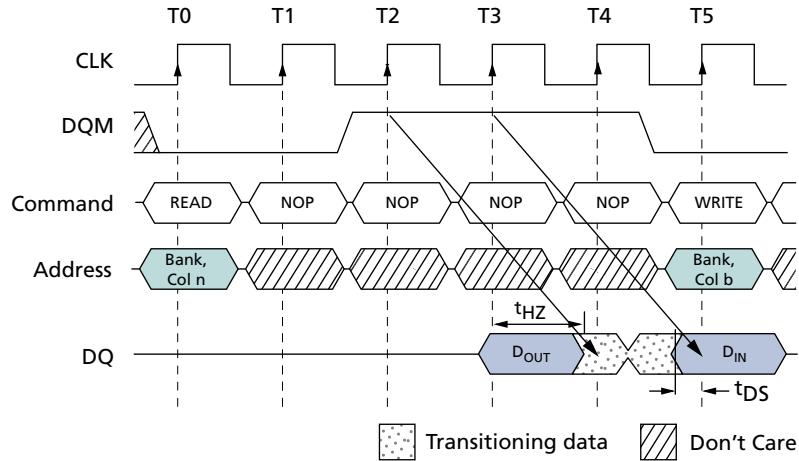 T0 T1 T2 T3 T4 T5
CLK
DQM
Command READ NOP NOP NOP NOP WRITE
Address Bank, Col n Bank, Col b
tHZ
DQ DOUT DIN
tDS
Transitioning data Don't Care